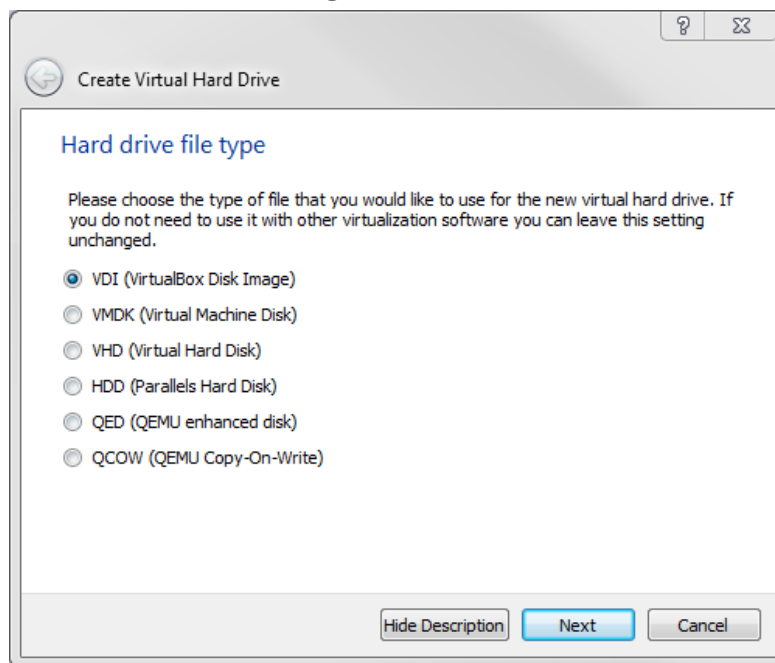 Create Virtual Hard Drive
Hard drive file type
Please choose the type of file that you would like to use for the new virtual hard drive. If
you do not need to use it with other virtualization software you can leave this setting
unchanged.
VDI (VirtualBox Disk Image)
VMDK (Virtual Machine Disk)
VHD (Virtual Hard Disk)
HDD (Parallels Hard Disk)
QED (QEMU enhanced disk)
QCOW (QEMU Copy-On-Write)
Hide Description Next Cancel